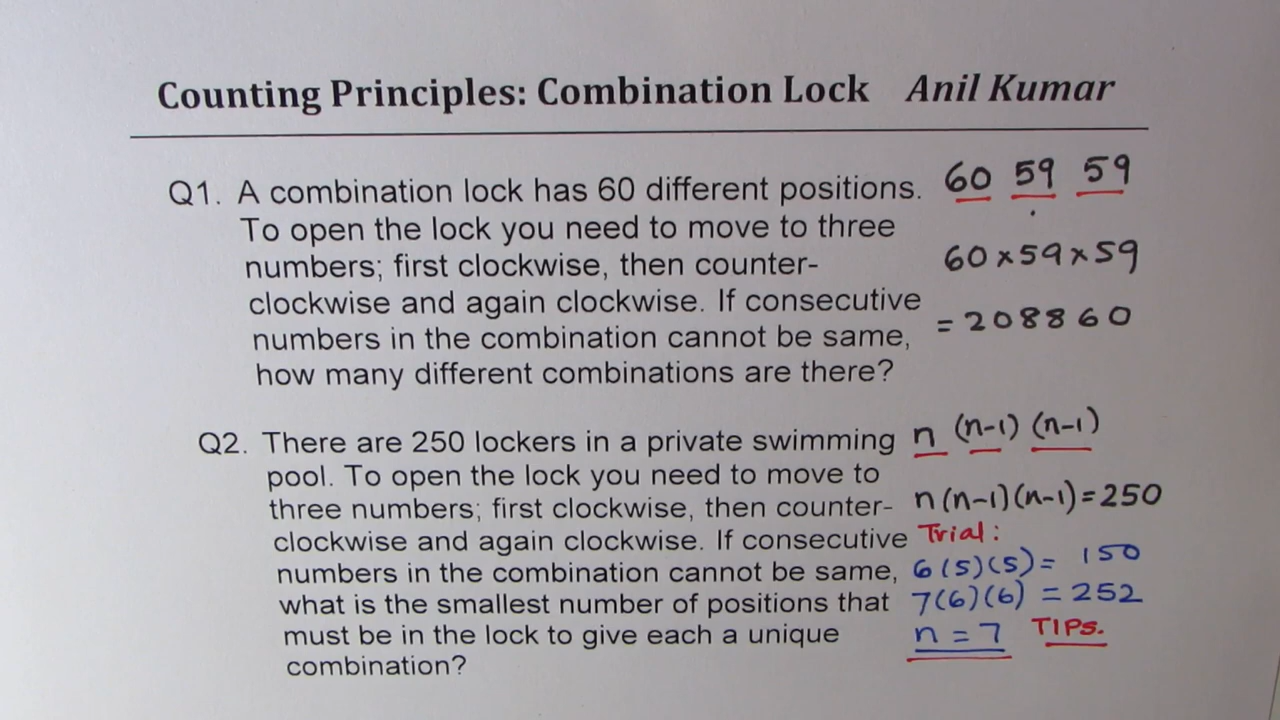 Counting Principles: Combination Lock Anil Kumar
Q1. A combination lock has 60 different positions.
To open the lock you need to move to three
numbers; first clockwise, then counter-
clockwise and again clockwise. If consecutive
numbers in the combination cannot be same,
how many different combinations are there?
60 59 59
60×59×59
=208860
Q2. There are 250 lockers in a private swimming
pool. To open the lock you need to move to
three numbers; first clockwise, then counter-
clockwise and again clockwise. If consecutive
numbers in the combination cannot be same,
what is the smallest number of positions that
must be in the lock to give each a unique
combination?
n (n-1) (n-1)
n(n-1)(n-1)=250
Trial:
6(5)(5)= 150
7(6)(6) = 252
n = 7 TIPs.